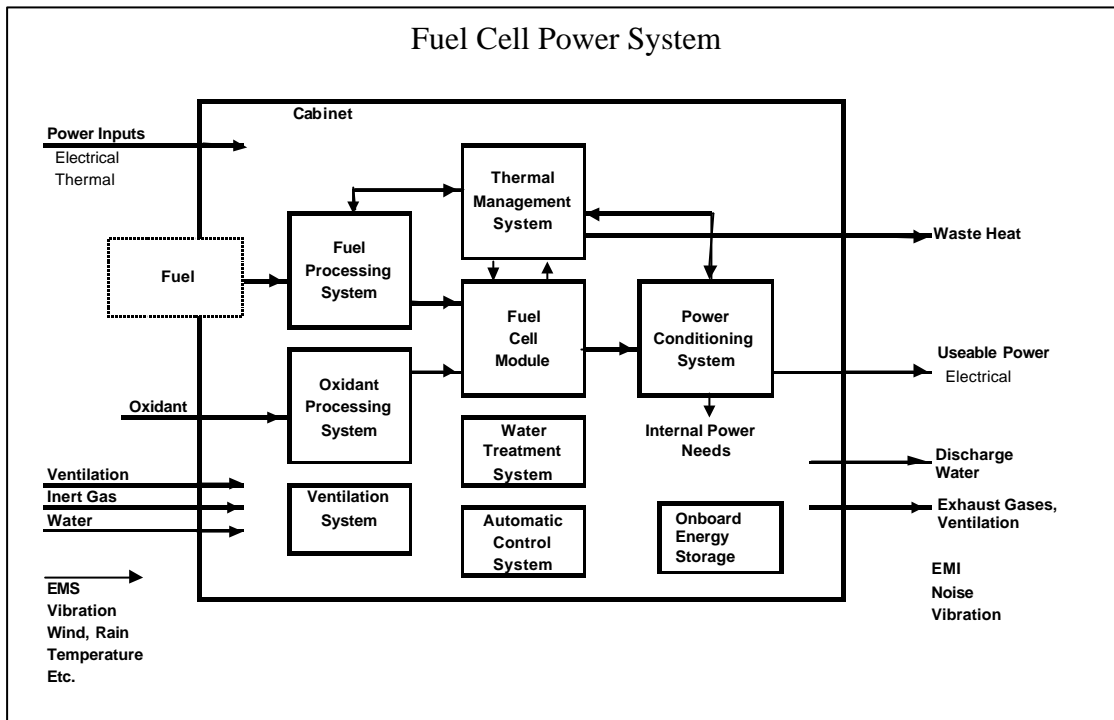 Fuel Cell Power System
Cabinet
Power Inputs
Electrical
Thermal
Thermal
Management
System
Fuel
Processing
System
Waste Heat
Fuel
Fuel
Cell
Module
Power
Conditioning
System
Useable Power
Electrical
Oxidant
Processing
System
Oxidant
Water
Treatment
System
Internal Power
Needs
Discharge
Water
Ventilation
Inert Gas
Water
Ventilation
System
Automatic
Control
System
Onboard
Energy
Storage
Exhaust Gases,
Ventilation
EMS
Vibration
Wind, Rain
Temperature
Etc.
EMI
Noise
Vibration